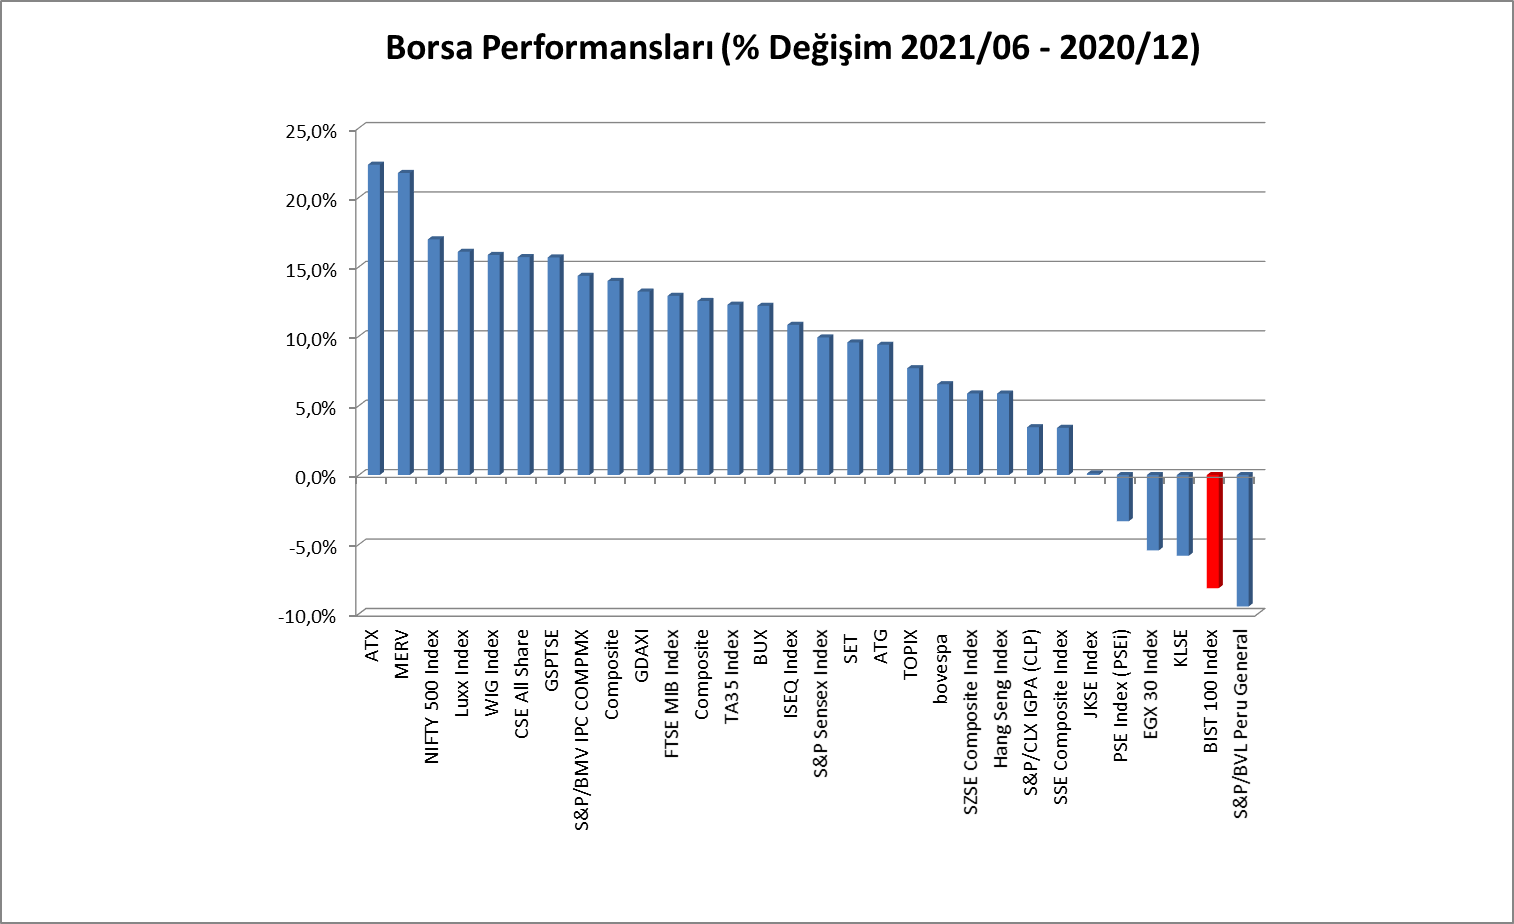 Borsa Performansları (% Değişim 2021/06 - 2020/12)
25,0%
20,0%
15,0%
10,0%
5,0%
0,0%
-5,0%
-10,0%
ATX
MERV
NIFTY 500 Index
Luxx Index
WIG Index
CSE All Share
GSPTSE
S&P/BMV IPC COMPMX
Composite
GDAXI
FTSE MIB Index
Composite
TA35 Index
BUX
ISEQ Index
S&P Sensex Index
SET
ATG
TOPIX
bovespa
SZSE Composite Index
Hang Seng Index
S&P/CLX IGPA (CLP)
SSE Composite Index
JKSE Index
PSE Index (PSEi)
EGX 30 Index
KLSE
BIST 100 Index
S&P/BVL Peru General